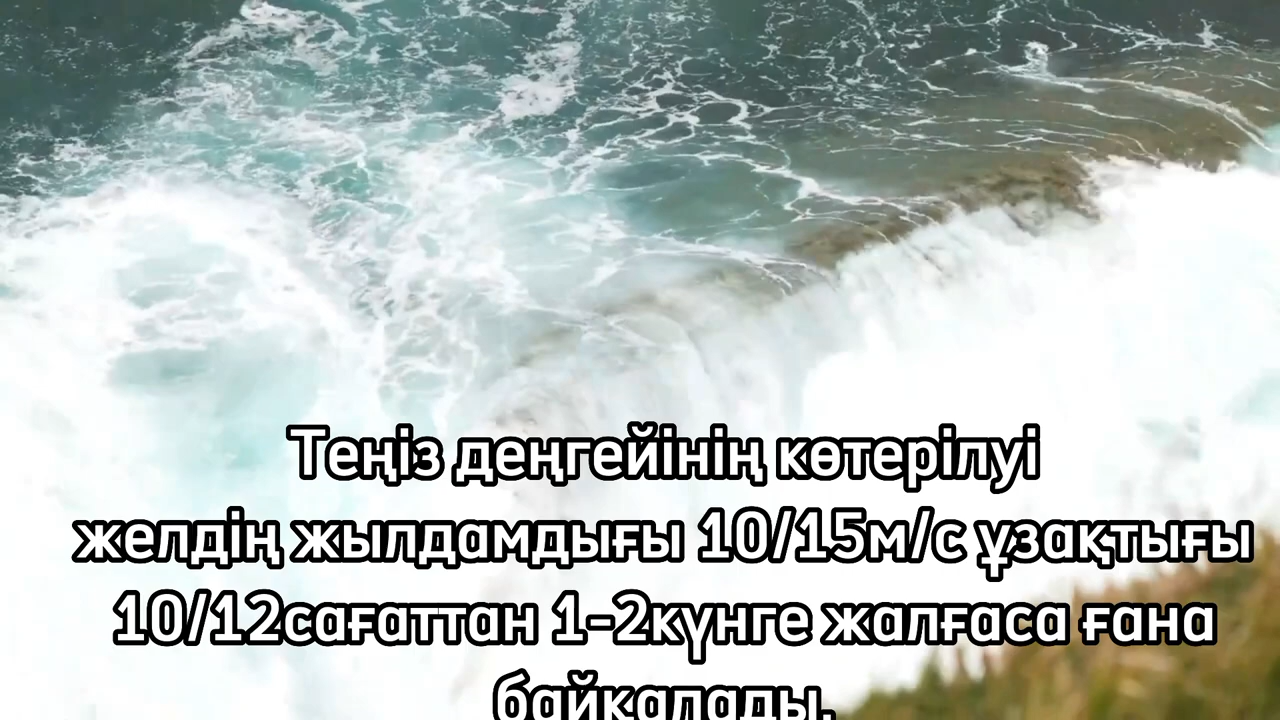 Теңіз деңгейінің көтерілуі
желдің жылдамдығы 10/15м/с ұзақтығы
10/12сағаттан 1-2күнге жалғаса ғана
байқалады.